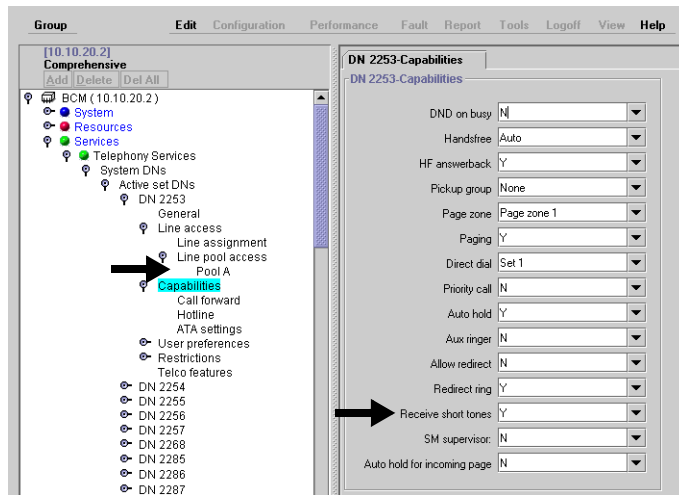 Group Edit Configuration Performance Fault Report Tools Logoff View Help
[10.10.20.2]
Comprehensive
Add Delete Del All
BCM ( 10.10.20.2 )
System
Resources
Services
Telephony Services
System DNs
Active set DNs
DN 2253
General
Line access
Line assignment
Line pool access
Pool A
Capabilities
Call forward
Hotline
ATA settings
User preferences
Restrictions
Telco features
DN 2254
DN 2255
DN 2256
DN 2257
DN 2268
DN 2285
DN 2286
DN 2287
DN 2253-Capabilities
DN 2253-Capabilities
DND on busy N
Handsfree Auto
HF answerback Y
Pickup group None
Page zone Page zone 1
Paging Y
Direct dial Set 1
Priority call N
Auto hold Y
Aux ringer N
Allow redirect N
Redirect ring Y
Receive short tones Y
SM supervisor: N
Auto hold for incoming page N